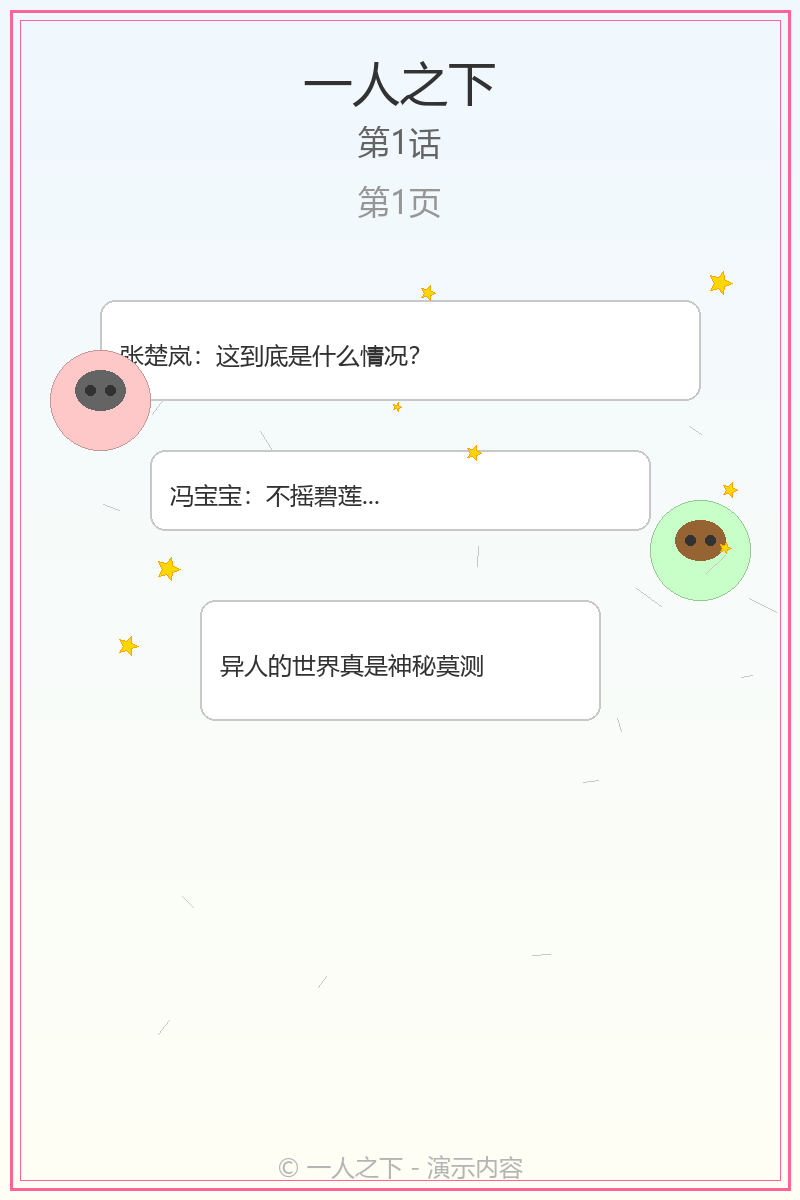 一人之下
第1话
第1页
张楚岚：这到底是什么情况?
冯宝宝：不摇碧莲...
异人的世界真是神秘莫测
© 一人之下 - 演示内容